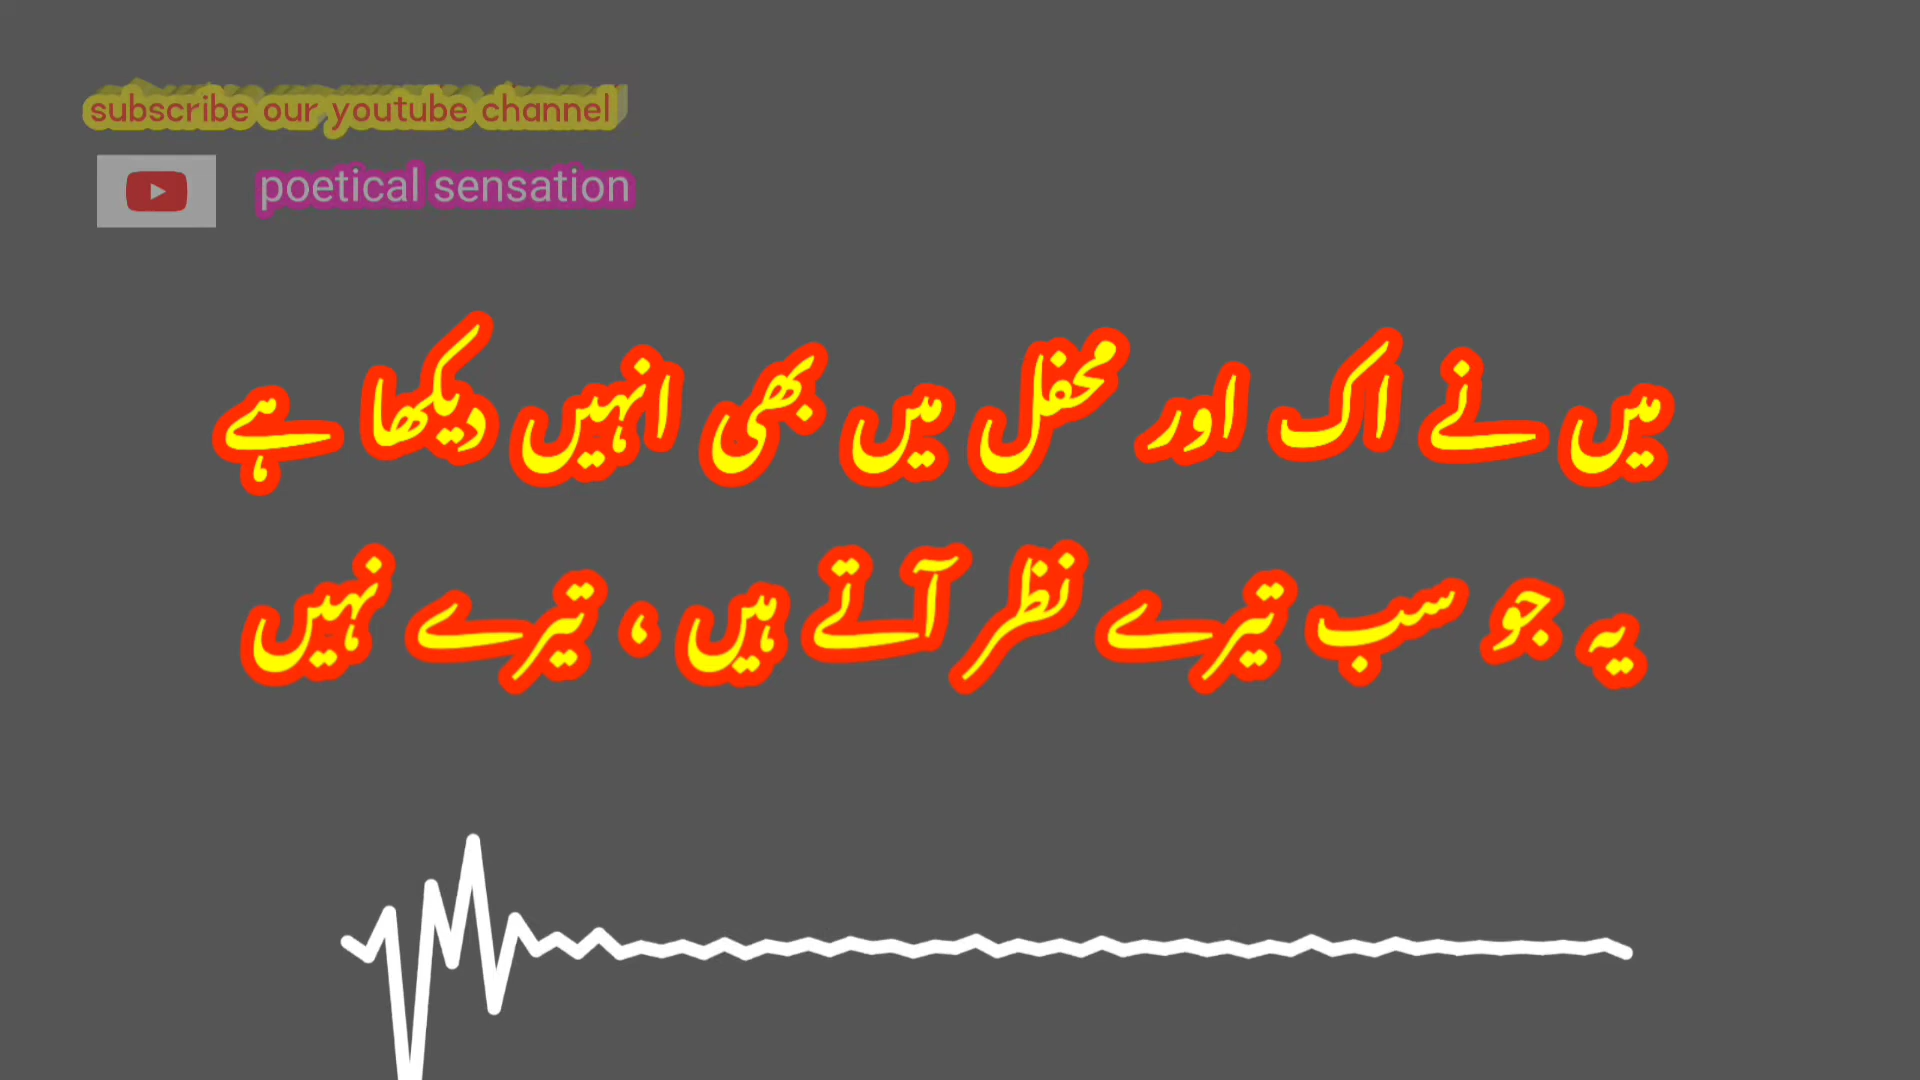 subscribe our youtube channel
poetical sensation
میں نے اک اور محفل میں بھی انہیں دیکھا ہے
یہ جو سب تیرے نظر آتے ہیں ، تیرے نہیں